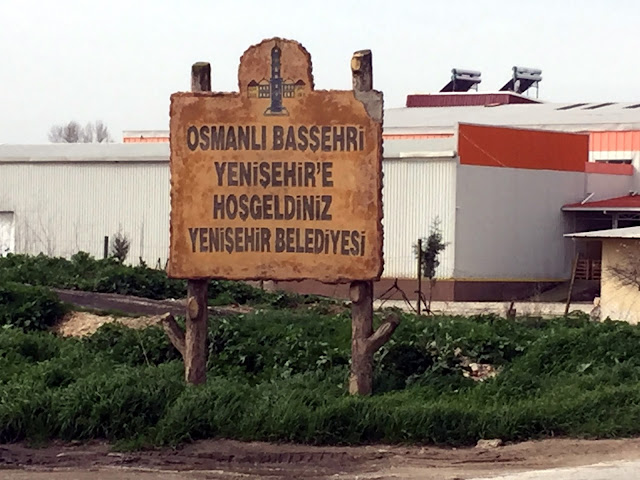 OSMANLI BAŞŞEHRİ
YENİŞEHİR'E
HOŞGELDİNİZ
YENİŞEHİR BELEDİYESİ